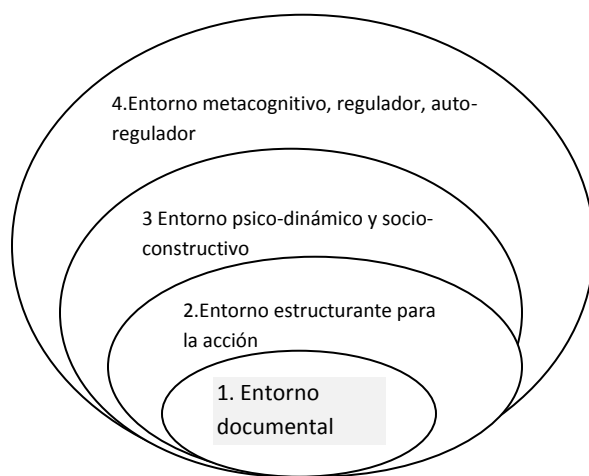 4.Entorno metacognitivo, regulador, auto-
regulador
3 Entorno psico-dinámico y socio-
constructivo
2.Entorno estructurante para
la acción
1. Entorno
documental